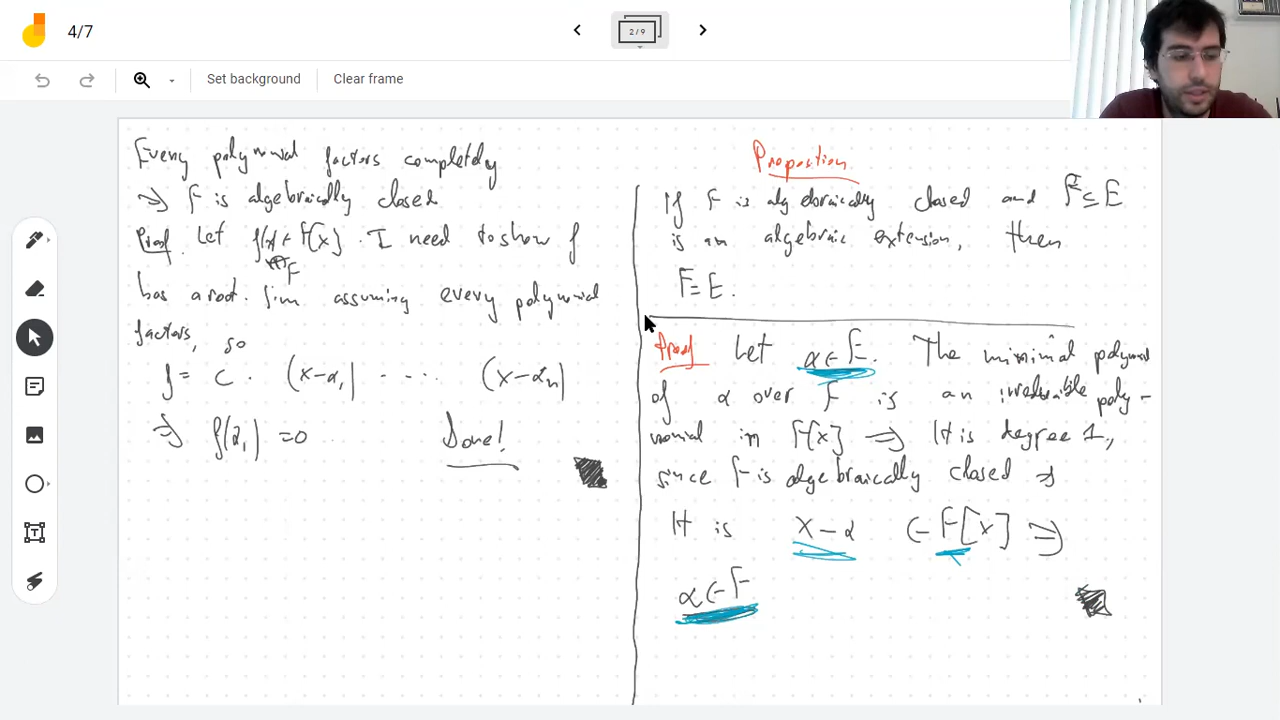 4/7
2/9
Set background
Clear frame
Every polynomial factors completely
⇒ F is algebraically closed
Proof. Let f(x) ∈ F[x]. I need to show f
F
has a root. I'm assuming every polynomial
factors, so
f = c · (x-α₁) ···· (x-αₙ)
⇒ f(α₁) = 0 Done!
Proposition
If F is algebraically closed and F ⊆ E
is an algebraic extension, then
F = E.
Proof Let α ∈ E. The minimal polynomial
of α over F is an irreducible poly-
nomial in F[x] ⇒ It is degree 1,
since F is algebraically closed ⇒
It is x-α ∈ F[x] ⇒
α ∈ F